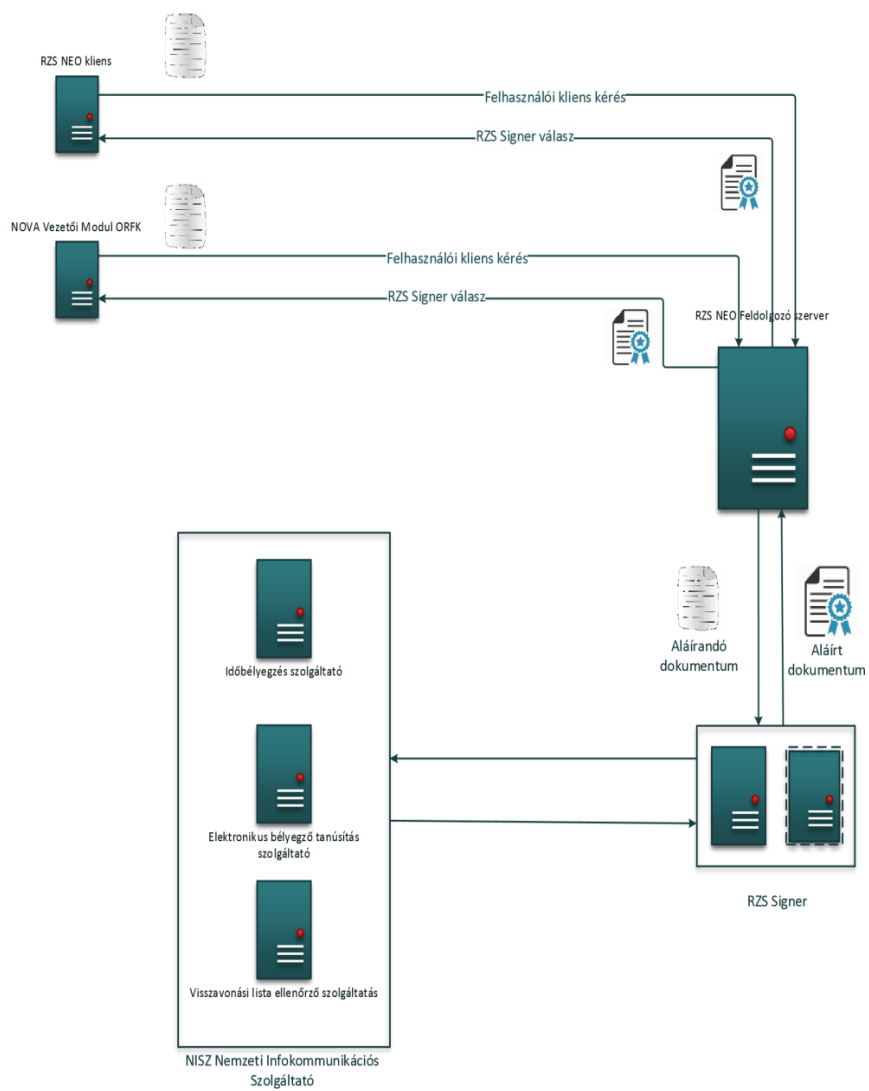 RZS NEO kliens
Felhasználói kliens kérés
RZS Signer válasz
NOVA Vezetői Modul ORFK
Felhasználói kliens kérés
RZS Signer válasz
RZS NEO Feldolgozó szerver
Aláírandó
dokumentum
Aláírt
dokumentum
Időbélyegzés szolgáltató
Elektronikus bélyegző tanúsítás
szolgáltató
Visszavonási lista ellenőrző szolgáltatás
RZS Signer
NISZ Nemzeti Infokommunikációs
Szolgáltató